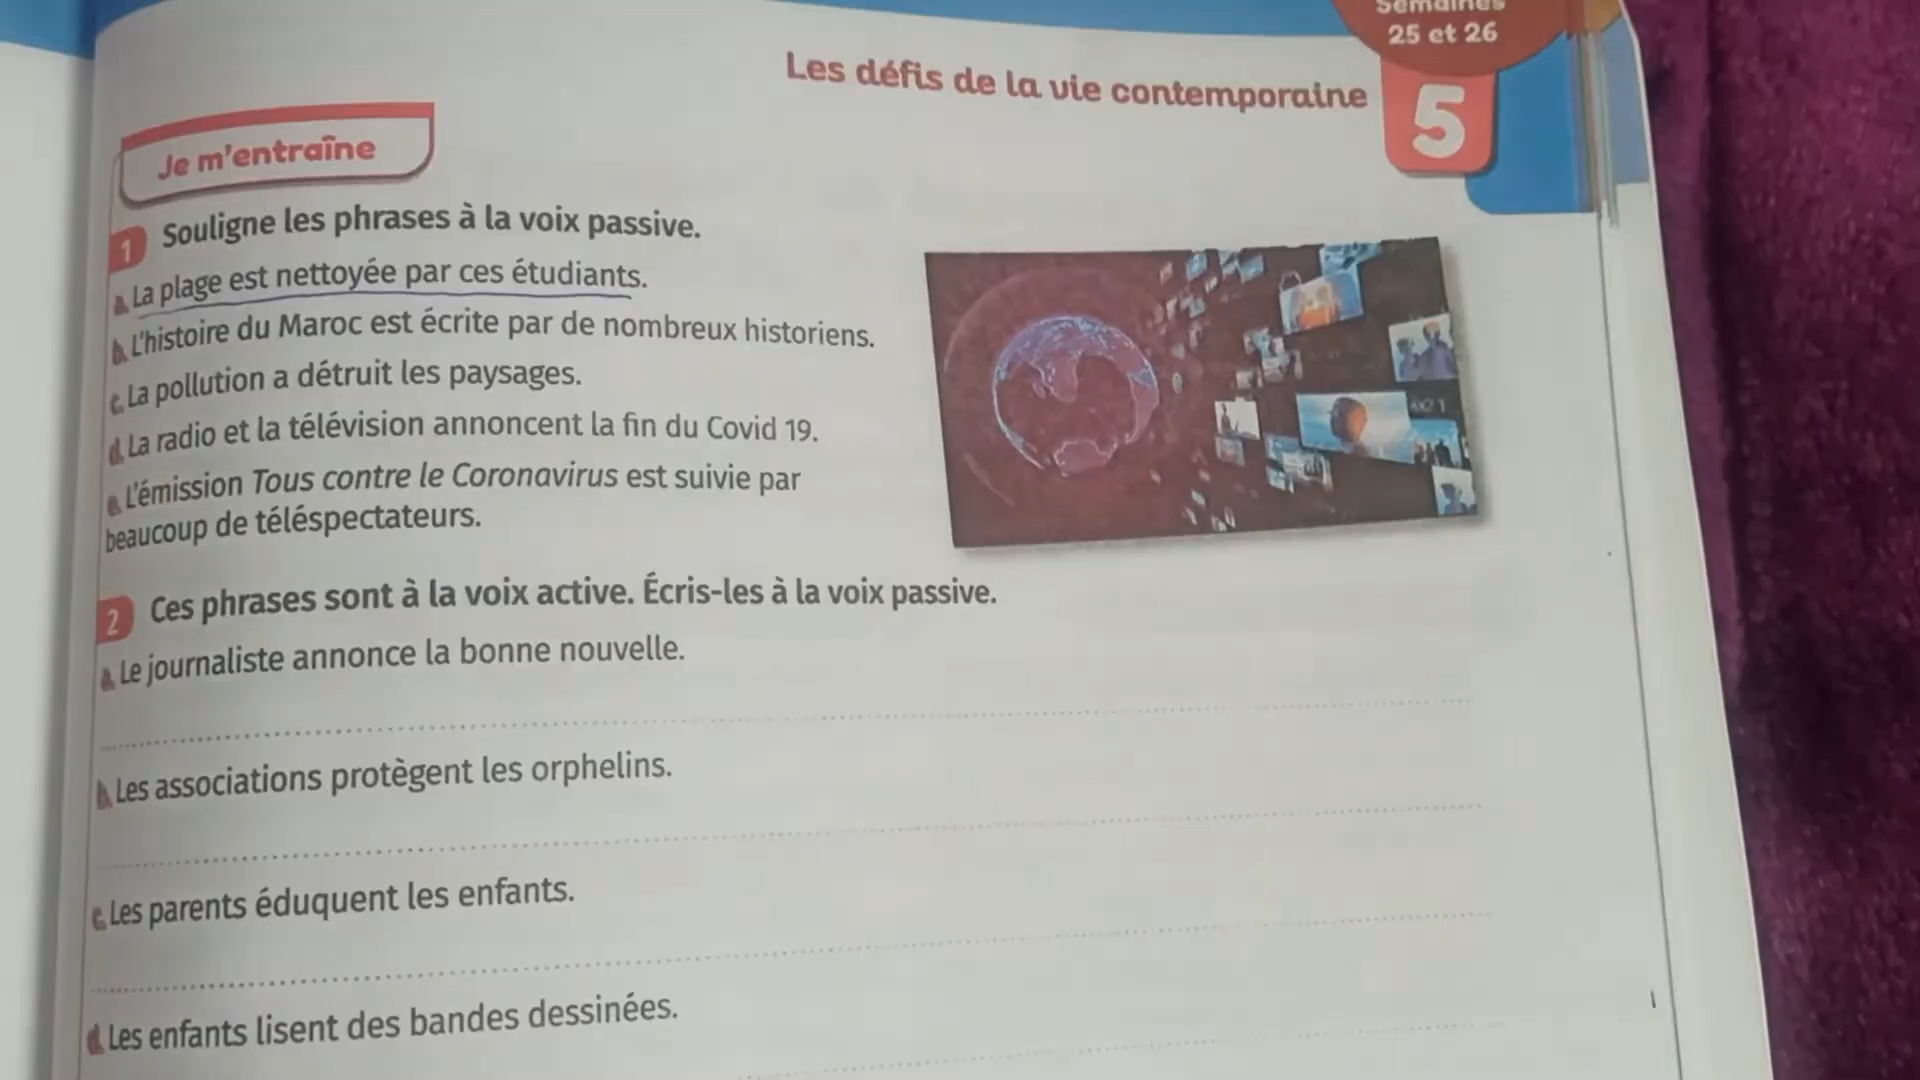 Semaines
25 et 26
Les défis de la vie contemporaine
5
Je m'entraîne
1 Souligne les phrases à la voix passive.
a. La plage est nettoyée par ces étudiants.
b. L'histoire du Maroc est écrite par de nombreux historiens.
c. La pollution a détruit les paysages.
d. La radio et la télévision annoncent la fin du Covid 19.
e. L'émission Tous contre le Coronavirus est suivie par
beaucoup de téléspectateurs.
2 Ces phrases sont à la voix active. Écris-les à la voix passive.
a. Le journaliste annonce la bonne nouvelle.
b. Les associations protègent les orphelins.
c. Les parents éduquent les enfants.
d. Les enfants lisent des bandes dessinées.